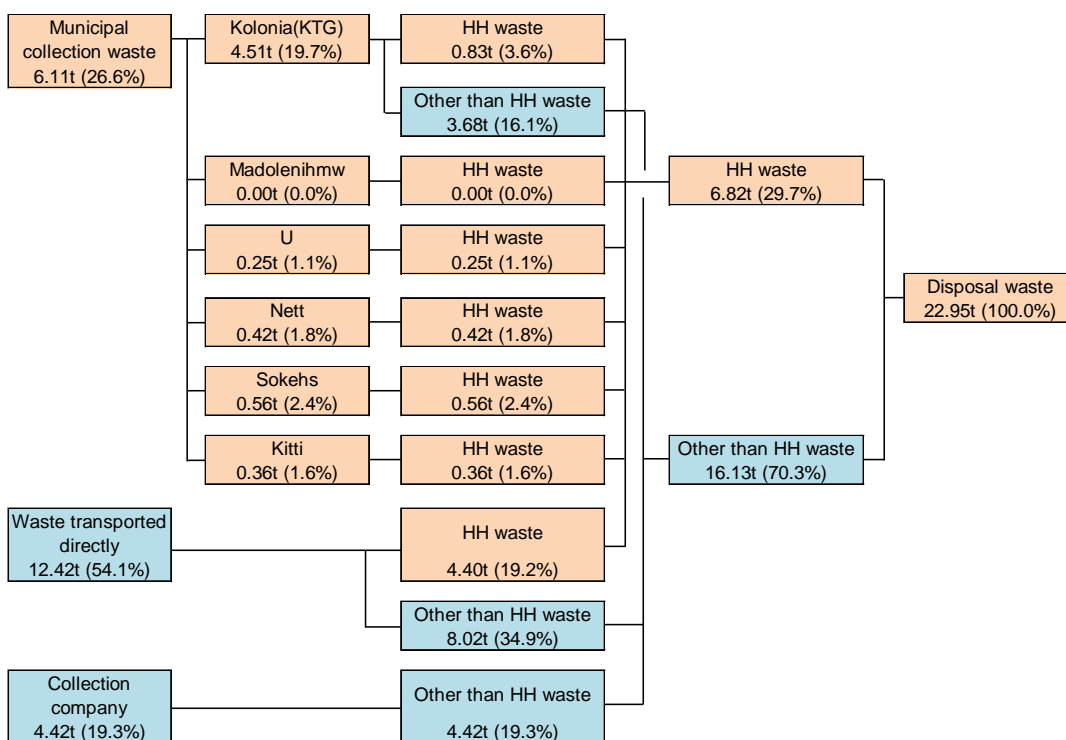 Municipal
collection waste
6.11t (26.6%)
Kolonia(KTG)
4.51t (19.7%)
HH waste
0.83t (3.6%)
Other than HH waste
3.68t (16.1%)
Madolenihmw
0.00t (0.0%)
HH waste
0.00t (0.0%)
HH waste
6.82t (29.7%)
U
0.25t (1.1%)
HH waste
0.25t (1.1%)
Disposal waste
22.95t (100.0%)
Nett
0.42t (1.8%)
HH waste
0.42t (1.8%)
Sokehs
0.56t (2.4%)
HH waste
0.56t (2.4%)
Kitti
0.36t (1.6%)
HH waste
0.36t (1.6%)
Other than HH waste
16.13t (70.3%)
Waste transported
directly
12.42t (54.1%)
HH waste
4.40t (19.2%)
Other than HH waste
8.02t (34.9%)
Collection
company
4.42t (19.3%)
Other than HH waste
4.42t (19.3%)